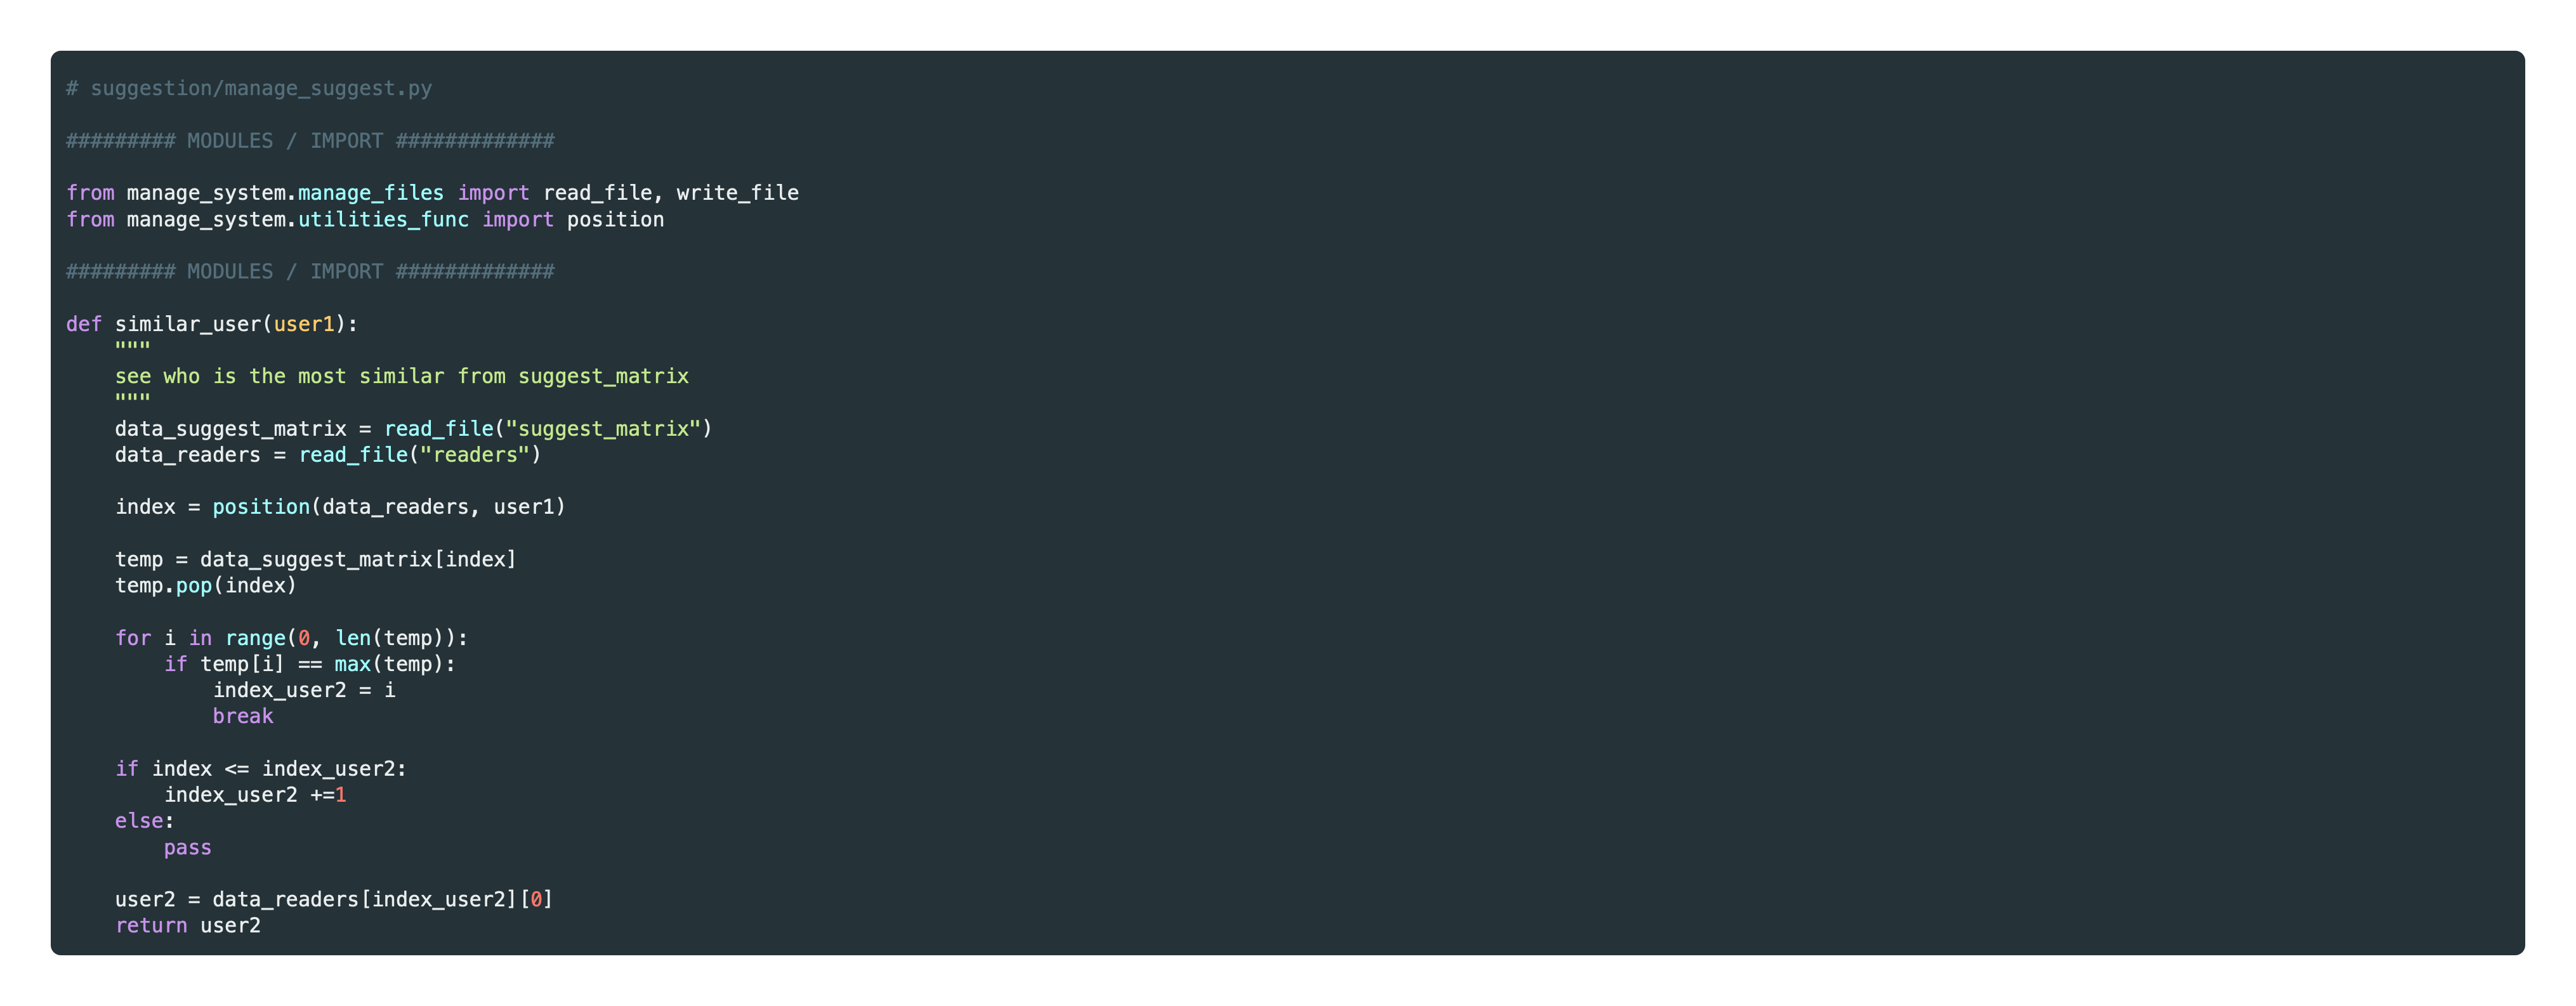 # suggestion/manage_suggest.py
######### MODULES / IMPORT #############
from manage_system.manage_files import read_file, write_file
from manage_system.utilities_func import position
######### MODULES / IMPORT #############
def similar_user(user1):
    """
    see who is the most similar from suggest_matrix
    """
    data_suggest_matrix = read_file("suggest_matrix")
    data_readers = read_file("readers")
    index = position(data_readers, user1)
    temp = data_suggest_matrix[index]
    temp.pop(index)
    for i in range(0, len(temp)):
        if temp[i] == max(temp):
            index_user2 = i
            break
    if index <= index_user2:
        index_user2 +=1
    else:
        pass
    user2 = data_readers[index_user2][0]
    return user2